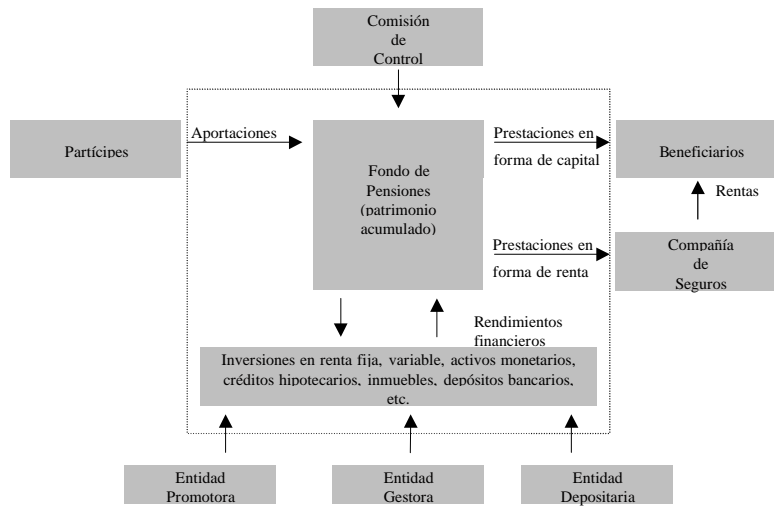 Comisión
de
Control
Partícipes
Aportaciones
Fondo de
Pensiones
(patrimonio
acumulado)
Prestaciones en
forma de capital
Beneficiarios
Rentas
Prestaciones en
forma de renta
Compañía
de
Seguros
Rendimientos
financieros
Inversiones en renta fija, variable, activos monetarios,
créditos hipotecarios, inmuebles, depósitos bancarios,
etc.
Entidad
Promotora
Entidad
Gestora
Entidad
Depositaria